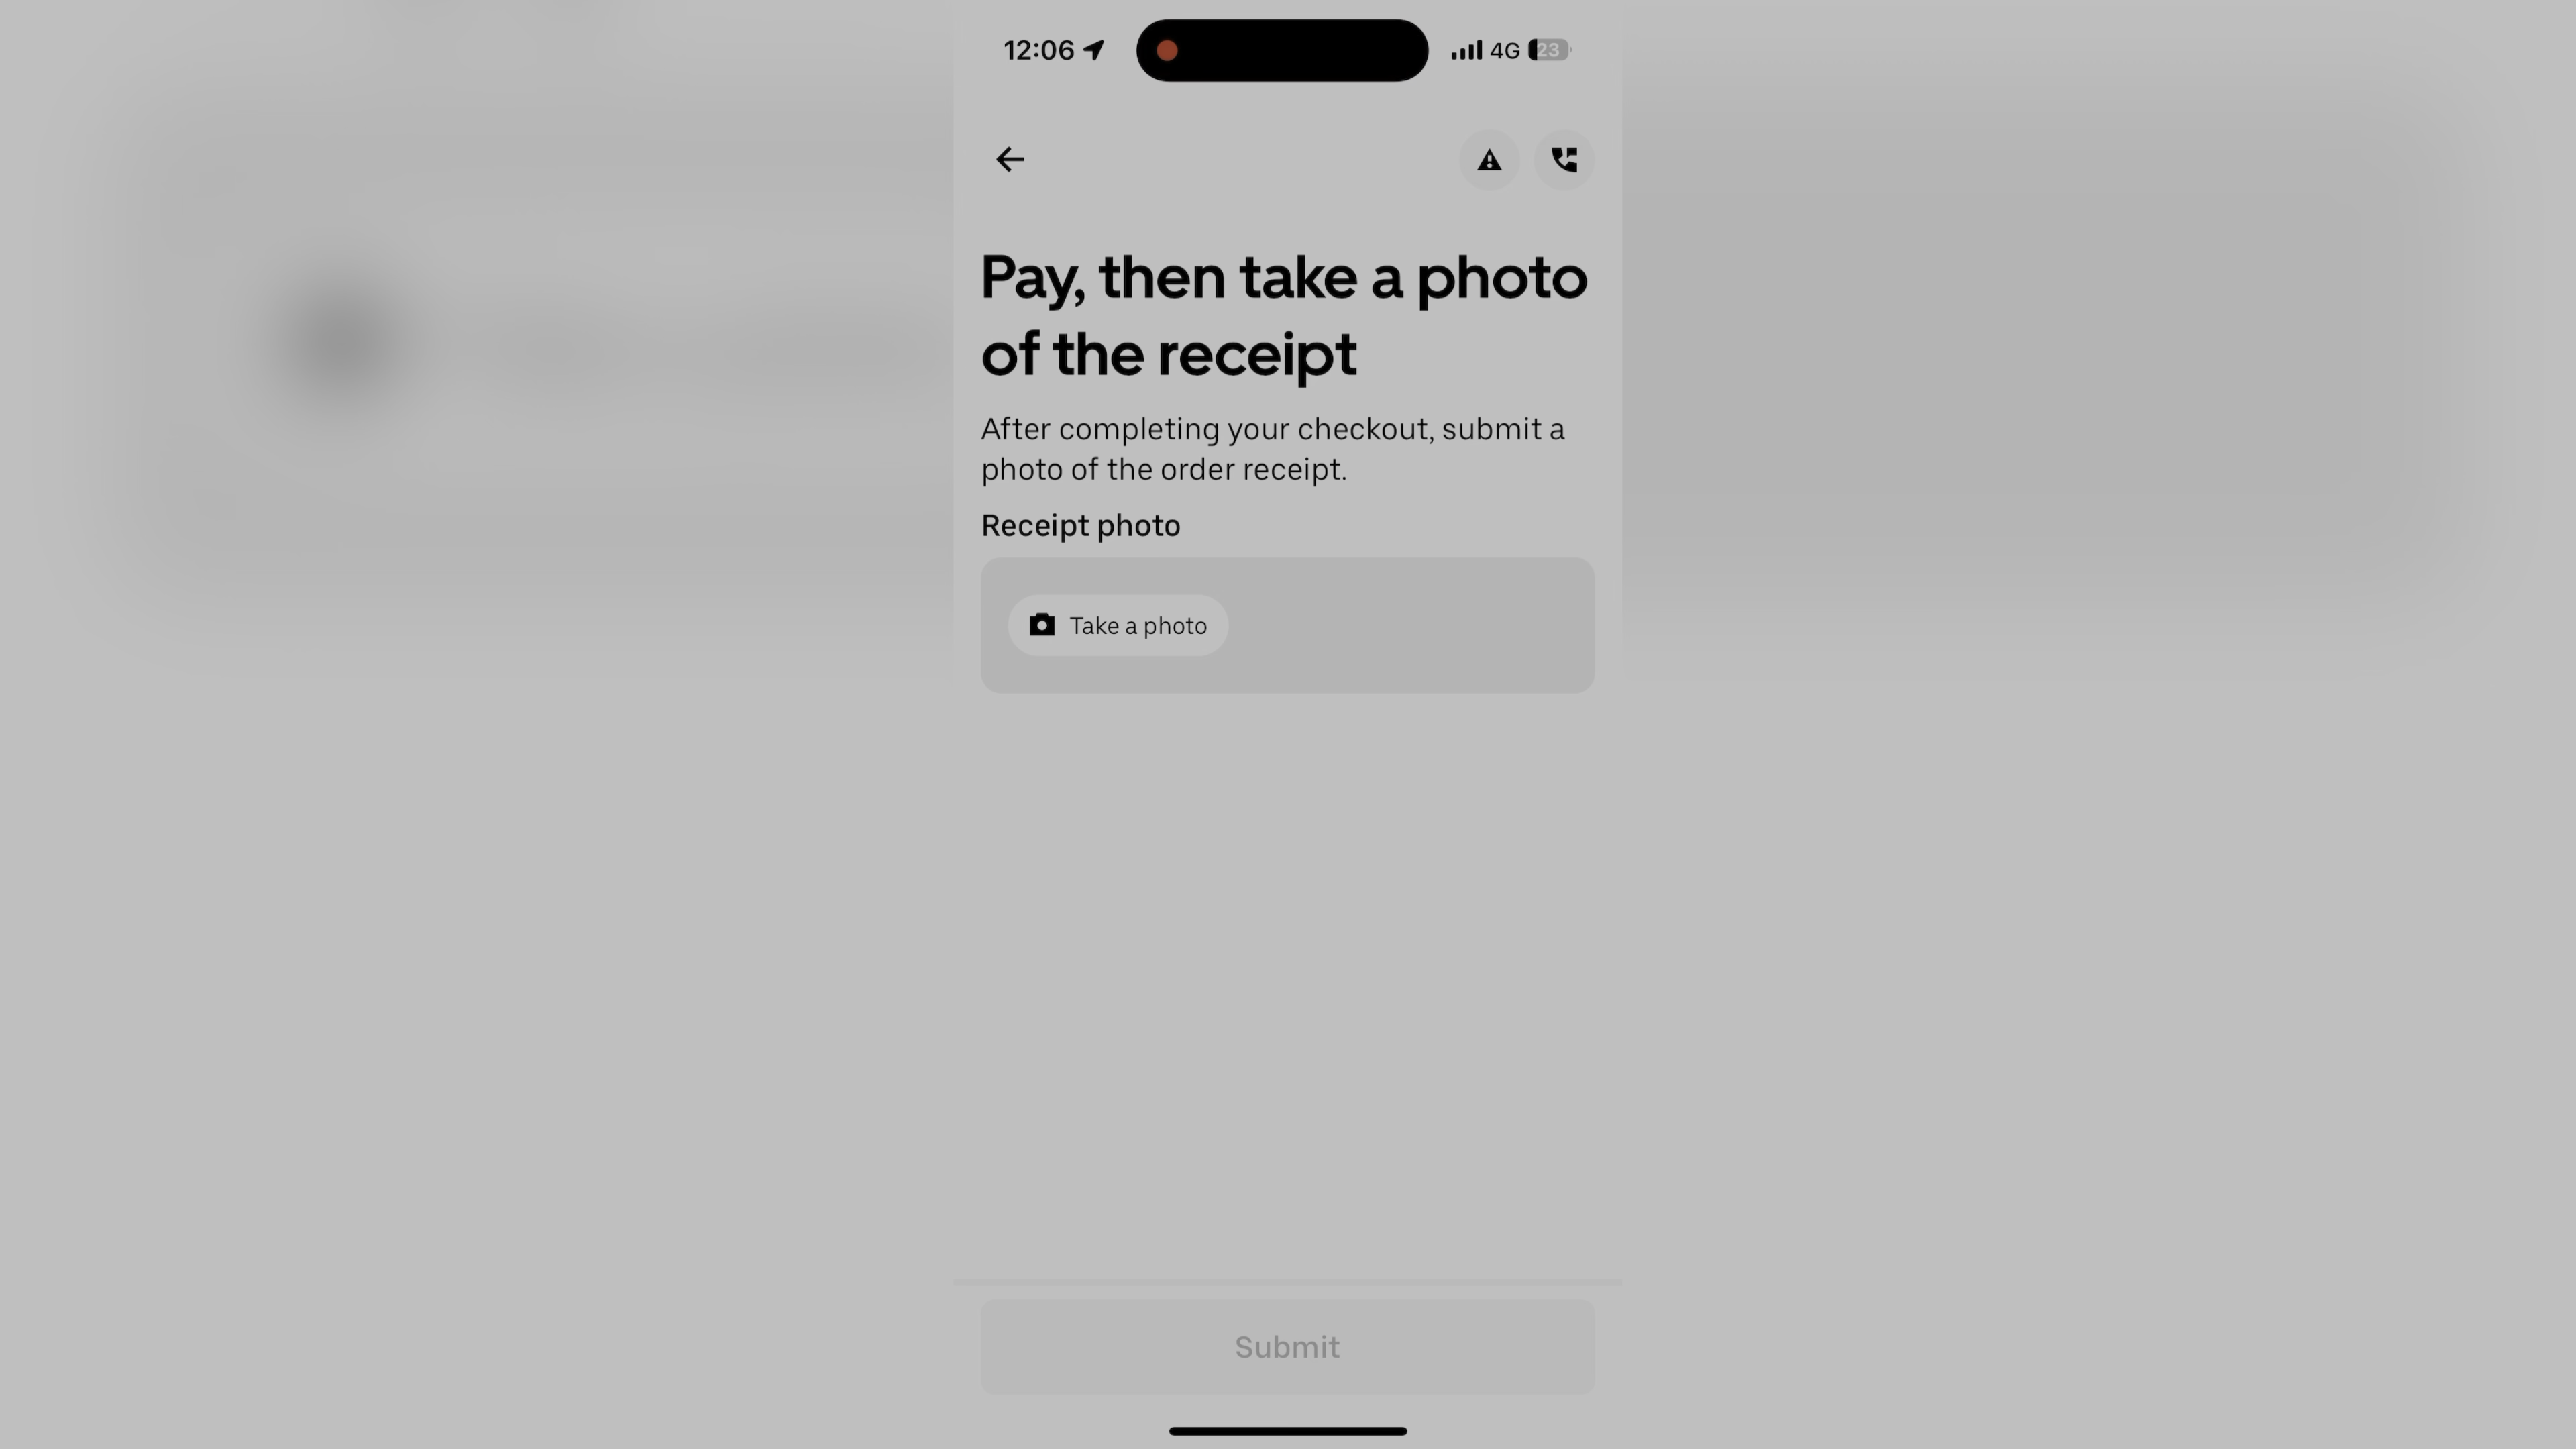 12:06
4G 23
Pay, then take a photo
of the receipt
After completing your checkout, submit a
photo of the order receipt.
Receipt photo
Take a photo
Submit